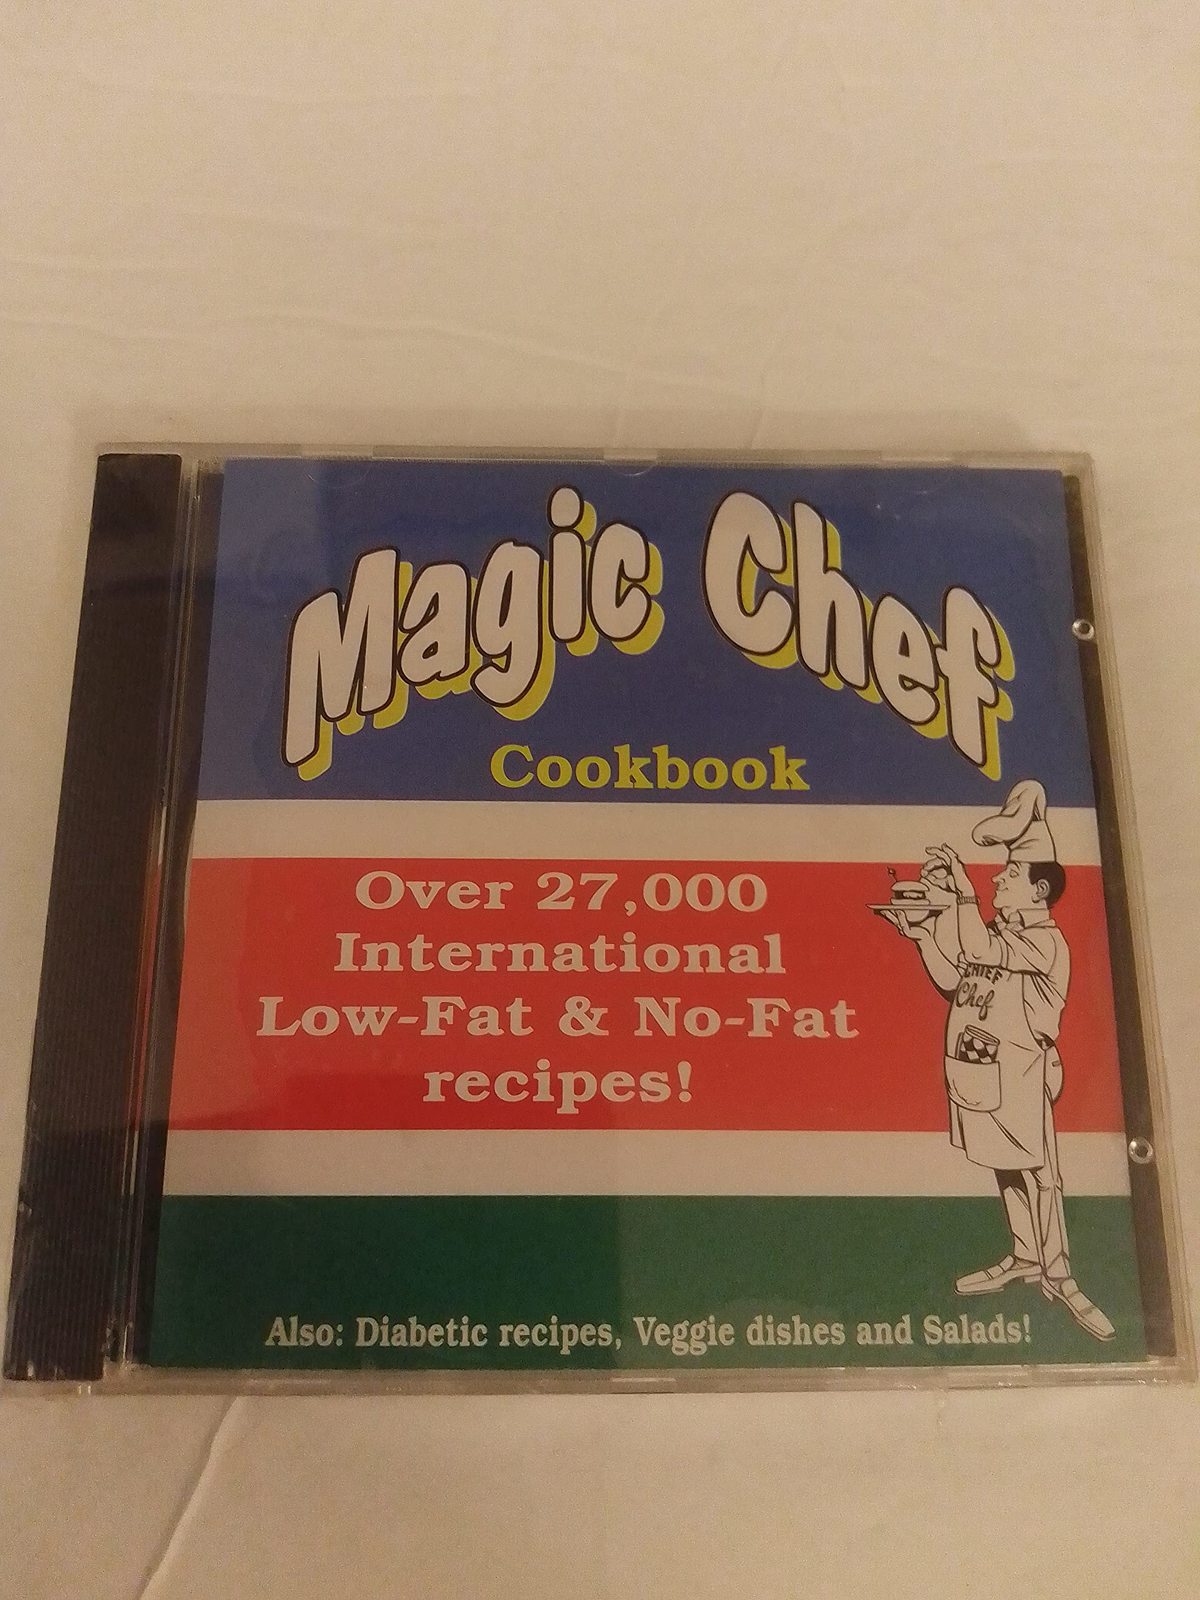 Magic Chef
Cookbook
Over 27,000
International
Low-Fat & No-Fat
recipes!
CHIEF
Chef
Also: Diabetic recipes, Veggie dishes and Salads!